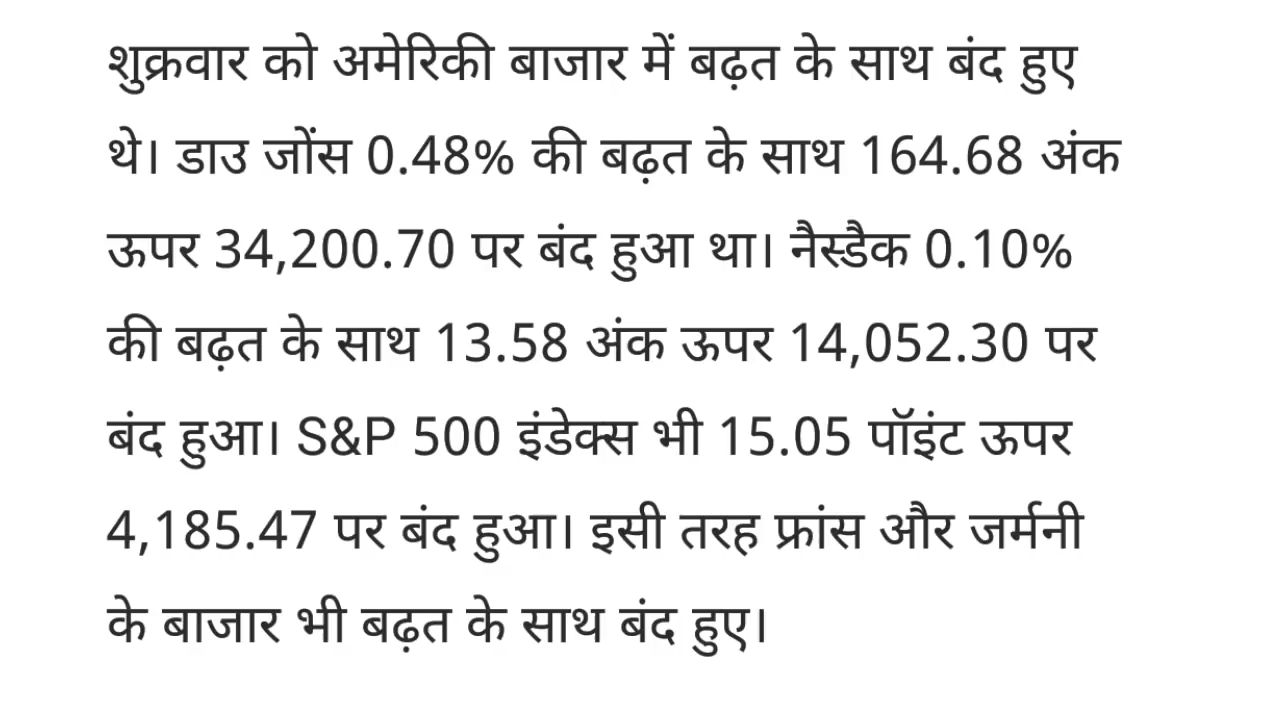 शुक्रवार को अमेरिकी बाजार में बढ़त के साथ बंद हुए
थे। डाउ जोंस 0.48% की बढ़त के साथ 164.68 अंक
ऊपर 34,200.70 पर बंद हुआ था। नैस्डैक 0.10%
की बढ़त के साथ 13.58 अंक ऊपर 14,052.30 पर
बंद हुआ। S&P 500 इंडेक्स भी 15.05 पॉइंट ऊपर
4,185.47 पर बंद हुआ। इसी तरह फ्रांस और जर्मनी
के बाजार भी बढ़त के साथ बंद हुए।